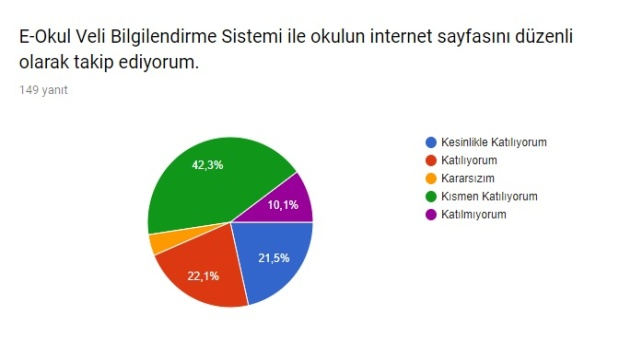 E-Okul Veli Bilgilendirme Sistemi ile okulun internet sayfasını düzenli
olarak takip ediyorum.
149 yanıt
Kesinlikle Katılıyorum
Katılıyorum
Kararsızım
Kısmen Katılıyorum
Katılmıyorum
42,3%
10,1%
21,5%
22,1%